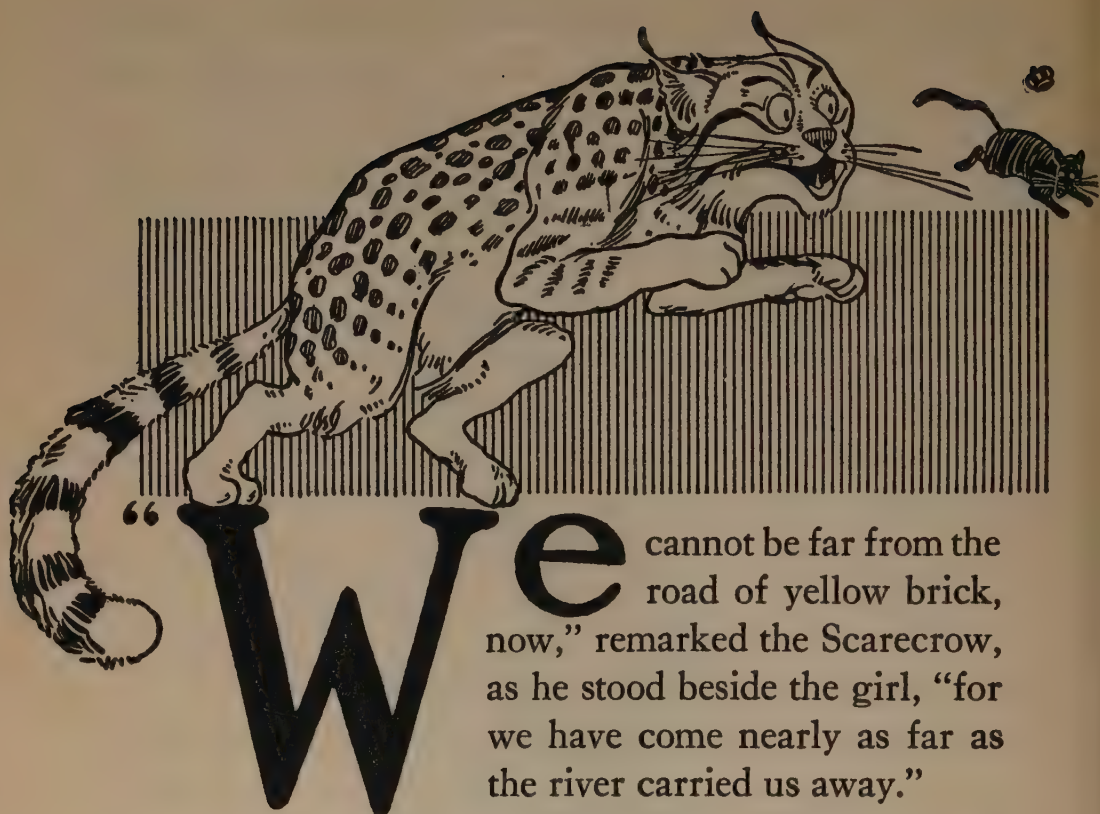 “We cannot be far from the
road of yellow brick,
now,” remarked the Scarecrow,
as he stood beside the girl, “for
we have come nearly as far as
the river carried us away.”